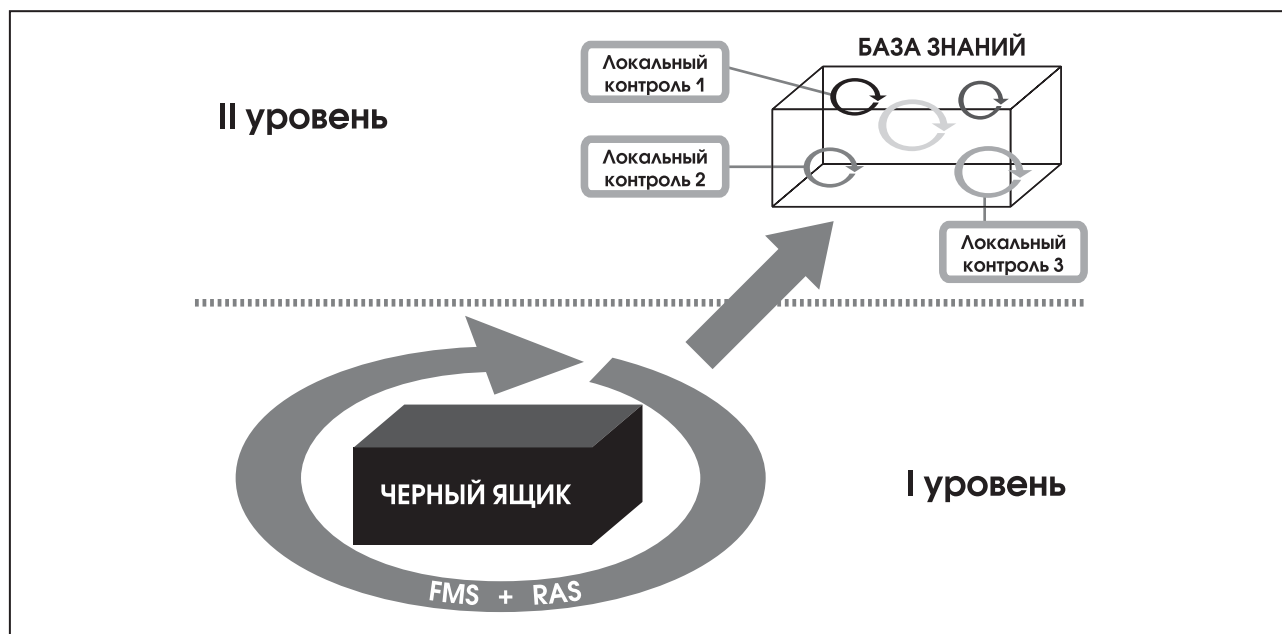 БАЗА ЗНАНИЙ
Локальный
контроль 1
II уровень
Локальный
контроль 2
Локальный
контроль 3
ЧЕРНЫЙ ЯЩИК
I уровень
FMS + RAS